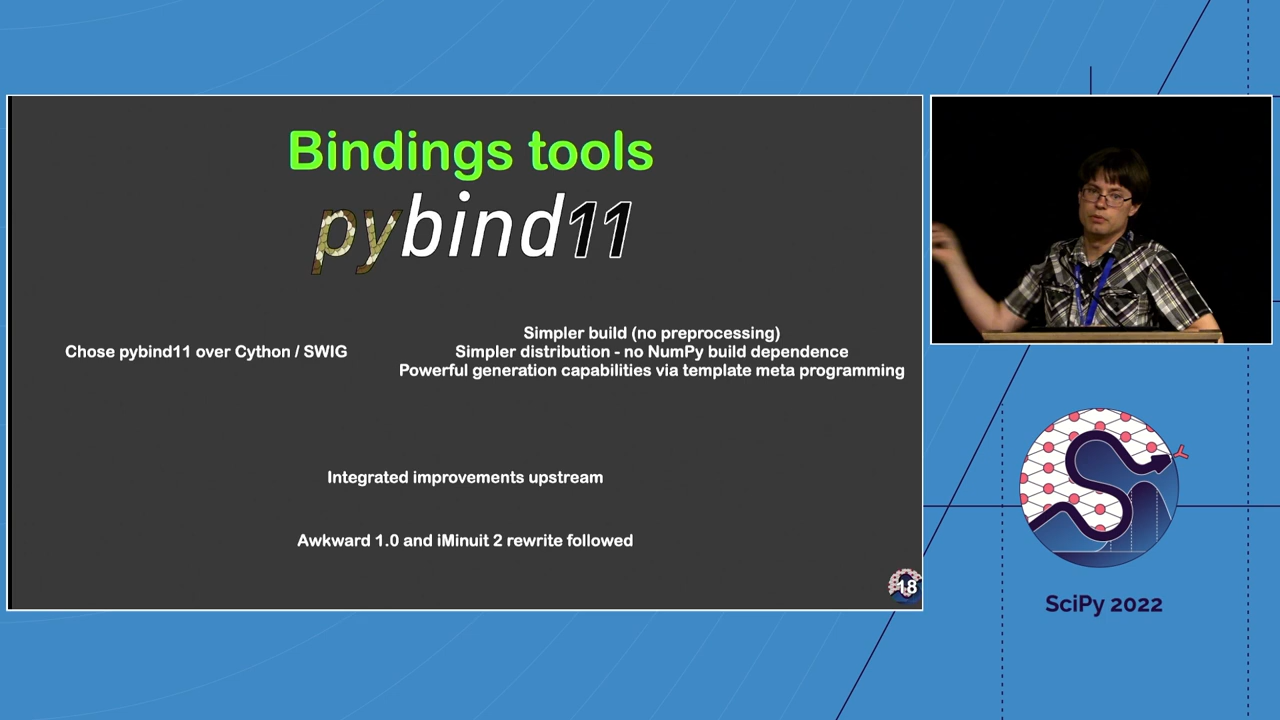 Bindings tools
pybind11
Chose pybind11 over Cython / SWIG
Simpler build (no preprocessing)
Simpler distribution - no NumPy build dependence
Powerful generation capabilities via template meta programming
Integrated improvements upstream
Awkward 1.0 and iMinuit 2 rewrite followed
18
SciPy 2022